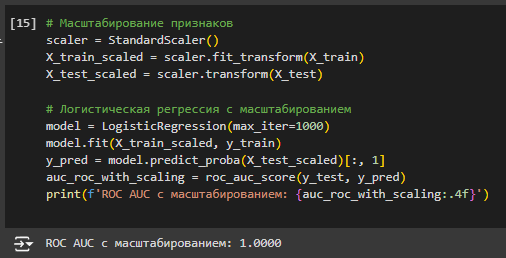 [15] # Масштабирование признаков
scaler = StandardScaler()
X_train_scaled = scaler.fit_transform(X_train)
X_test_scaled = scaler.transform(X_test)
# Логистическая регрессия с масштабированием
model = LogisticRegression(max_iter=1000)
model.fit(X_train_scaled, y_train)
y_pred = model.predict_proba(X_test_scaled)[:, 1]
auc_roc_with_scaling = roc_auc_score(y_test, y_pred)
print(f'ROC AUC с масштабированием: {auc_roc_with_scaling:.4f}')
ROC AUC с масштабированием: 1.0000